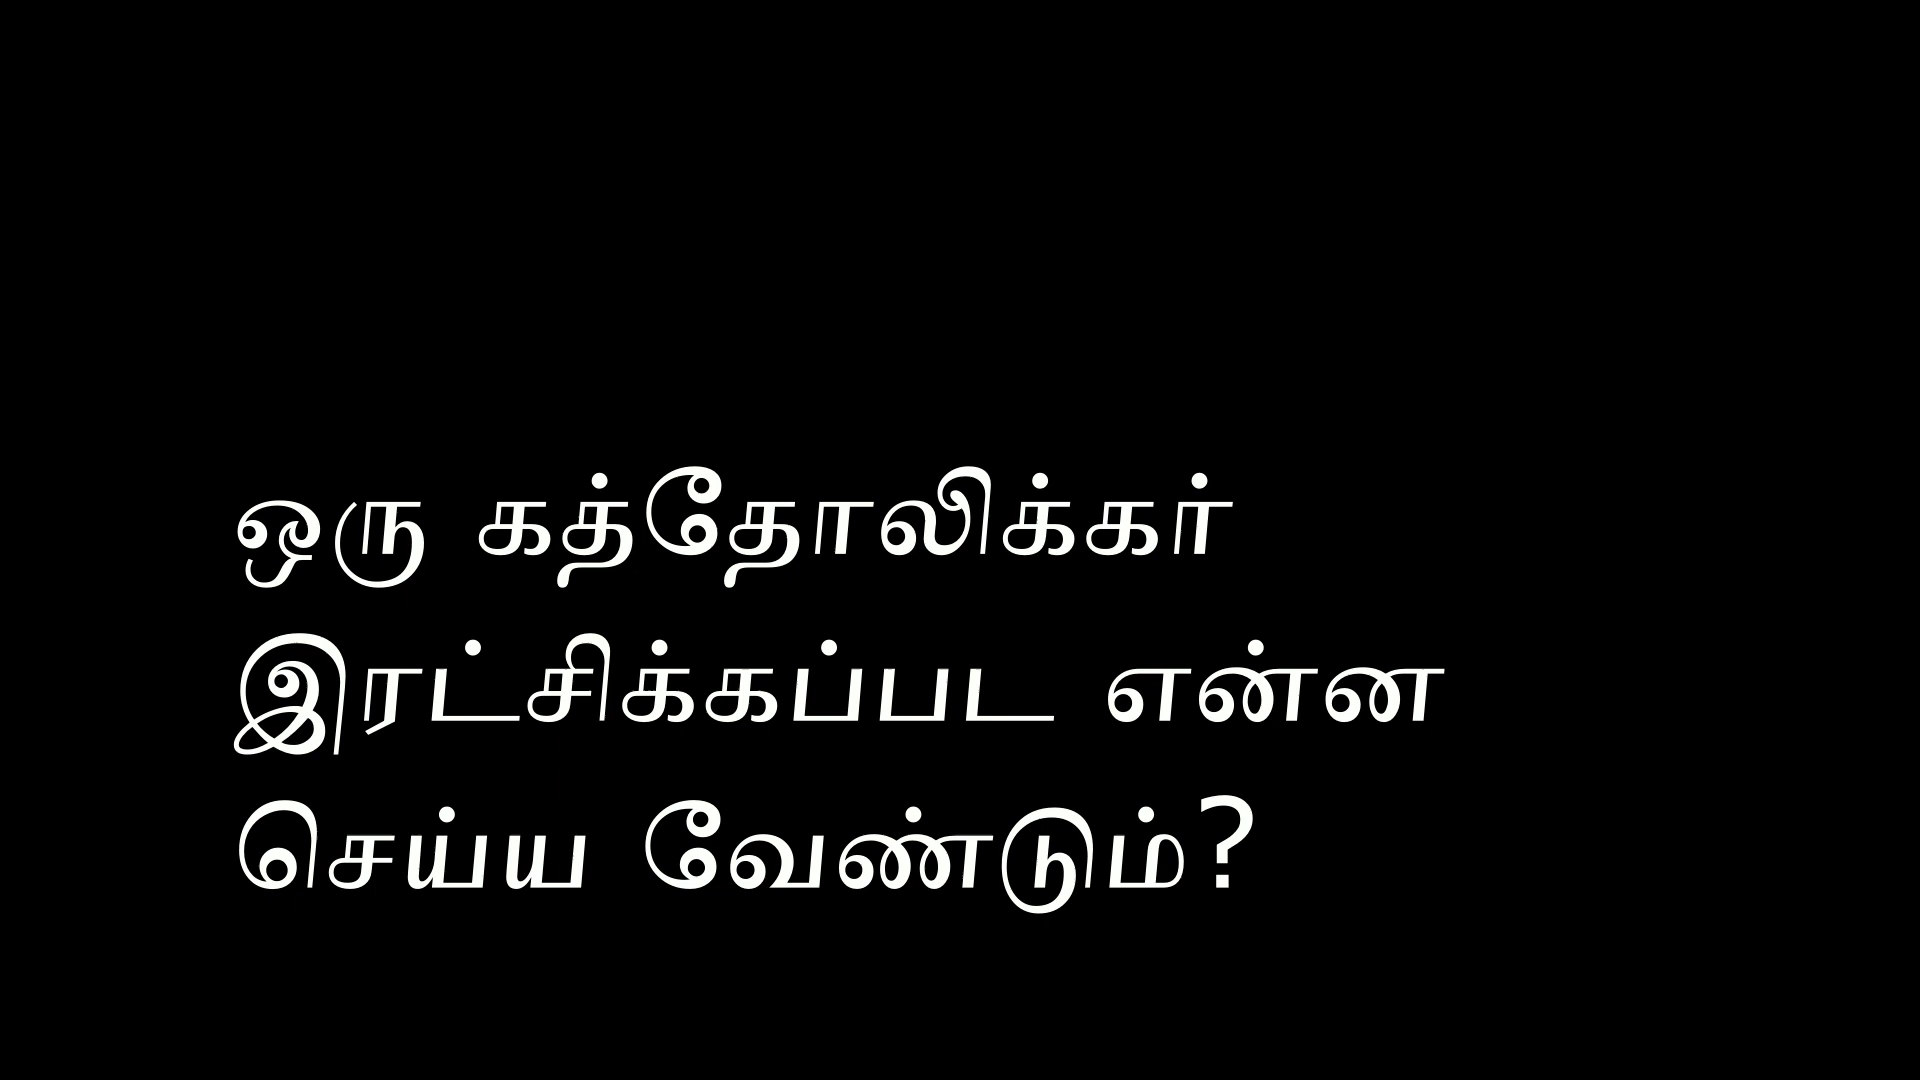 ஒரு கத்தோலிக்கர்
இரட்சிக்கப்பட என்ன
செய்ய வேண்டும்?